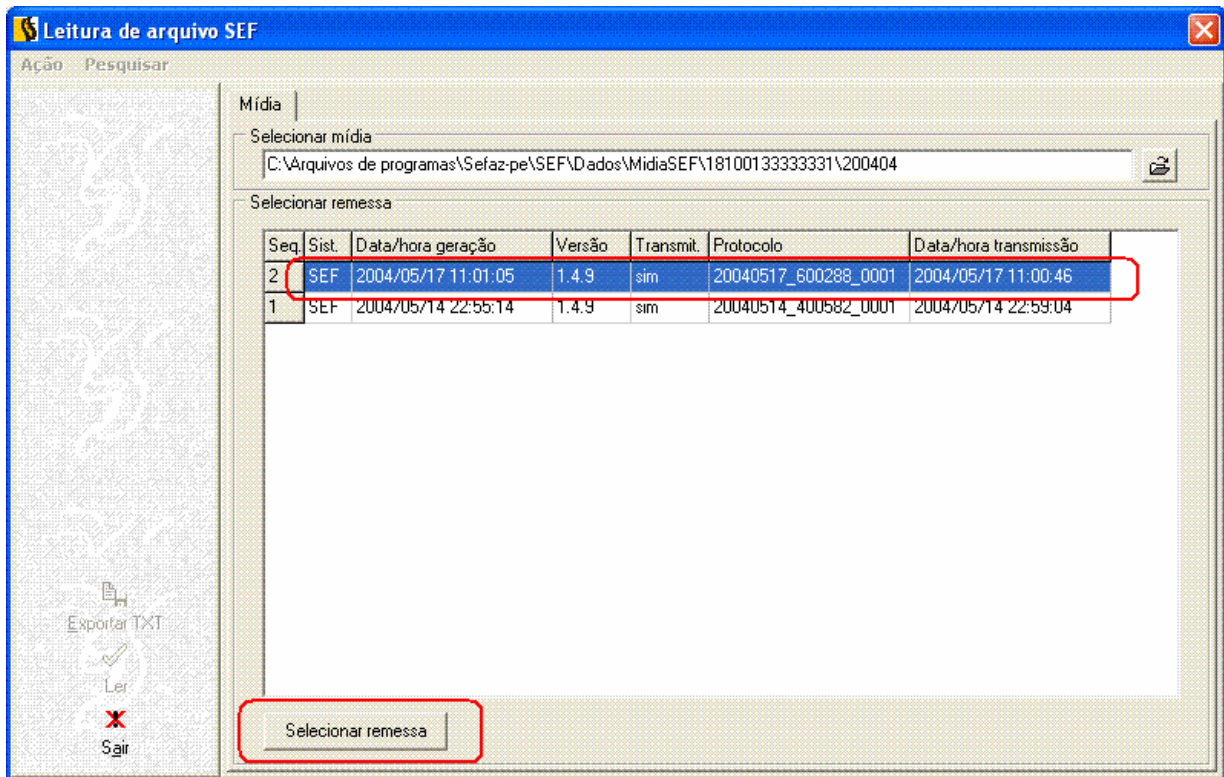 Leitura de arquivo SEF
Ação Pesquisar
Mídia
Selecionar mídia
C:\Arquivos de programas\Sefaz-pe\SEF\Dados\MidiaSEF\18100133333331\200404
Selecionar remessa
Seq. Sist. Data/hora geração Versão Transmit. Protocolo Data/hora transmissão
2 SEF 2004/05/17 11:01:05 1.4.9 sim 20040517_600288_0001 2004/05/17 11:00:46
1 SEF 2004/05/14 22:55:14 1.4.9 sim 20040514_400582_0001 2004/05/14 22:59:04
Exportar TXT
Ler
Sair
Selecionar remessa